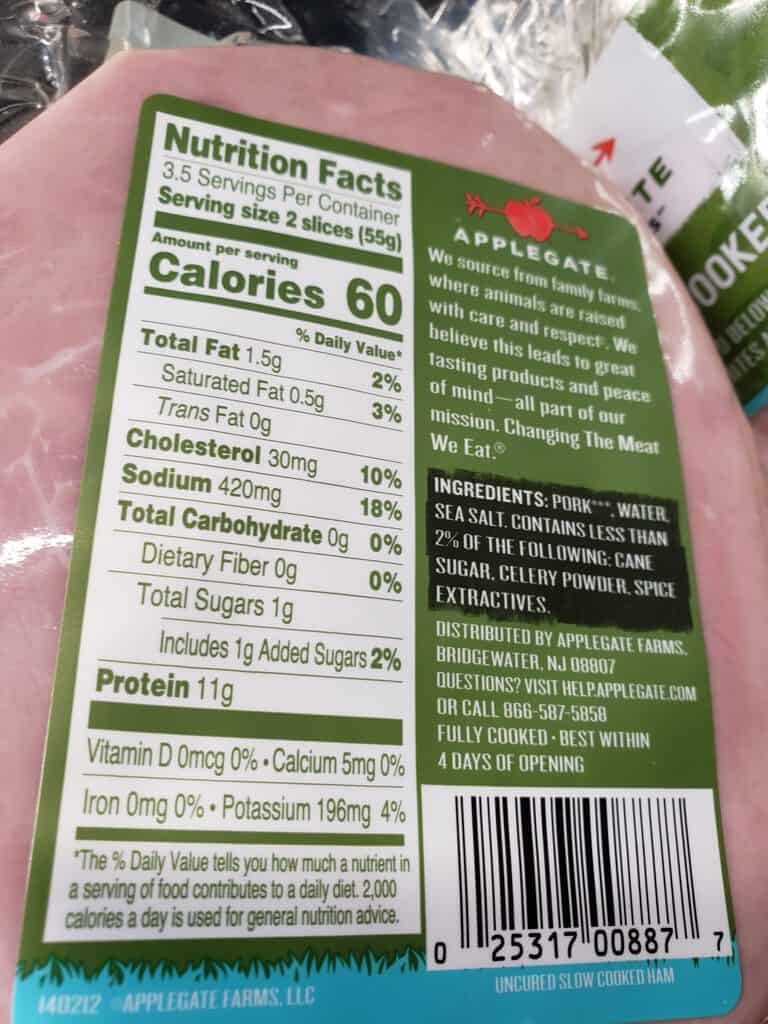 Nutrition Facts
3.5 Servings Per Container
Serving size 2 slices (55g)
Amount per serving
Calories 60
% Daily Value*
Total Fat 1.5g 2%
Saturated Fat 0.5g 3%
Trans Fat 0g
Cholesterol 30mg 10%
Sodium 420mg 18%
Total Carbohydrate 0g 0%
Dietary Fiber 0g 0%
Total Sugars 1g
Includes 1g Added Sugars 2%
Protein 11g
Vitamin D 0mcg 0% • Calcium 5mg 0%
Iron 0mg 0% • Potassium 196mg 4%
*The % Daily Value tells you how much a nutrient in
a serving of food contributes to a daily diet. 2,000
calories a day is used for general nutrition advice.
140212 ©APPLEGATE FARMS, LLC
APPLEGATE
We source from family farms,
where animals are raised
with care and respect†. We
believe this leads to great
tasting products and peace
of mind—all part of our
mission. Changing The Meat
We Eat.®
INGREDIENTS: PORK***, WATER,
SEA SALT. CONTAINS LESS THAN
2% OF THE FOLLOWING: CANE
SUGAR, CELERY POWDER, SPICE
EXTRACTIVES.
DISTRIBUTED BY APPLEGATE FARMS,
BRIDGEWATER, NJ 08807
QUESTIONS? VISIT HELP.APPLEGATE.COM
OR CALL 866-587-5858
FULLY COOKED • BEST WITHIN
4 DAYS OF OPENING
0 25317 00887 7
UNCURED SLOW COOKED HAM
TE
OOKE